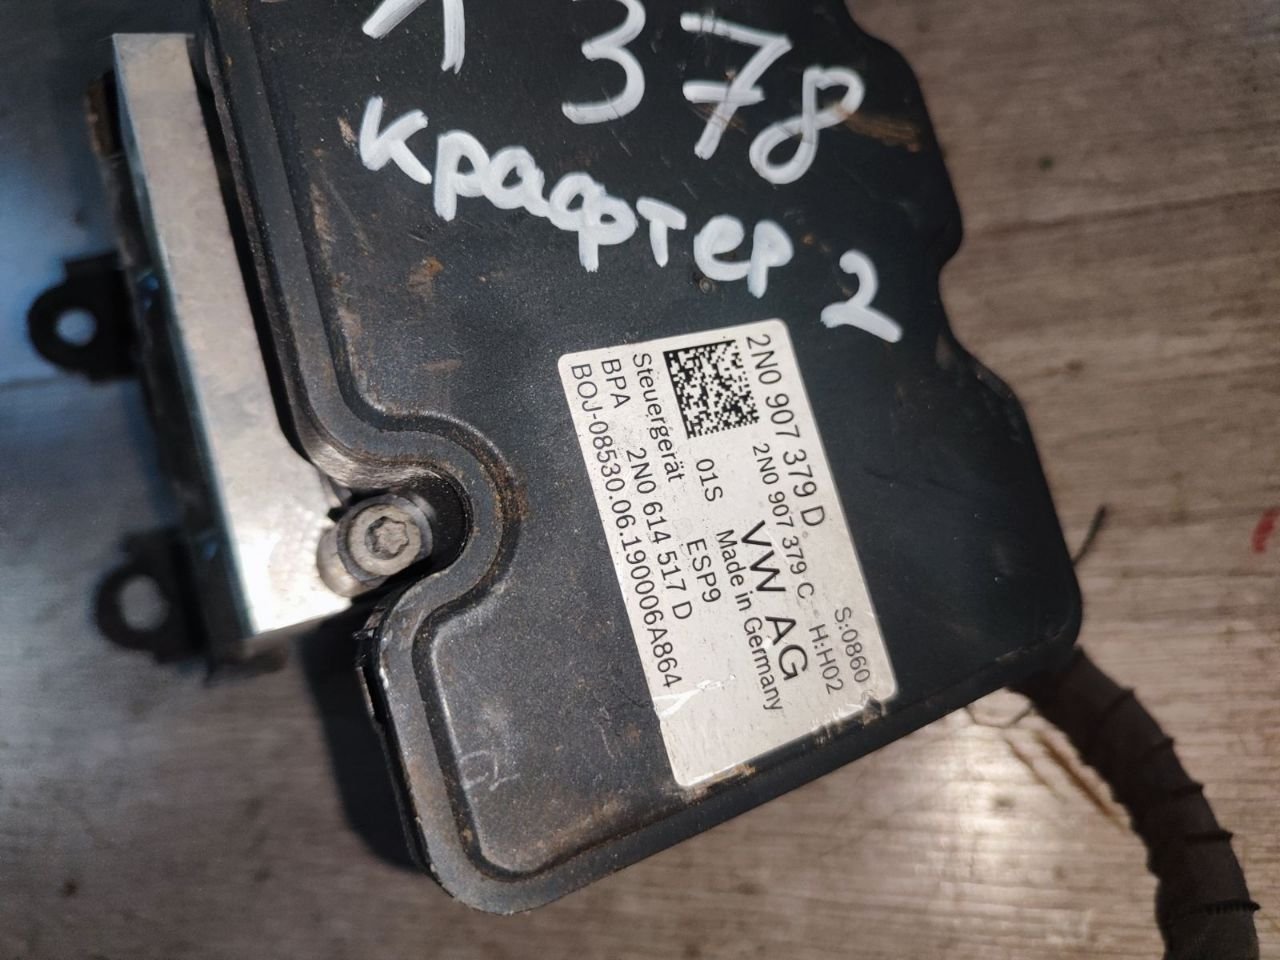 1 378
крафтер 2
2N0 907 379 D
2N0 907 379 C S:0860
VW AG H:H02
Made in Germany
01S ESP9
Steuergerät
BPA 2N0 614 517 D
BOJ-08530.06.190006A864